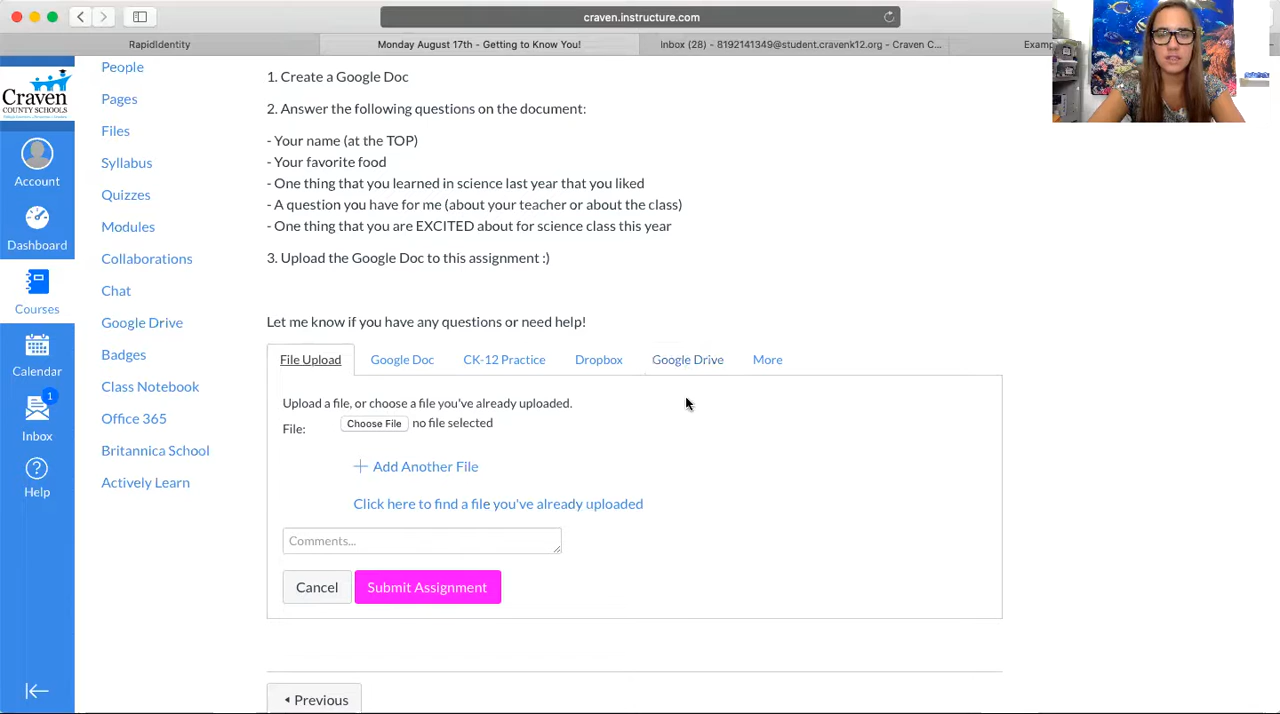 craven.instructure.com
RapidIdentity
Monday August 17th - Getting to Know You!
Inbox (28) - 8192141349@student.cravenk12.org - Craven C...
Examp
Craven
COUNTY SCHOOLS
Account
Dashboard
Courses
Calendar
1
Inbox
Help
People
Pages
Files
Syllabus
Quizzes
Modules
Collaborations
Chat
Google Drive
Badges
Class Notebook
Office 365
Britannica School
Actively Learn
1. Create a Google Doc
2. Answer the following questions on the document:
- Your name (at the TOP)
- Your favorite food
- One thing that you learned in science last year that you liked
- A question you have for me (about your teacher or about the class)
- One thing that you are EXCITED about for science class this year
3. Upload the Google Doc to this assignment :)
Let me know if you have any questions or need help!
File Upload Google Doc CK-12 Practice Dropbox Google Drive More
Upload a file, or choose a file you've already uploaded.
File: Choose File no file selected
Add Another File
Click here to find a file you've already uploaded
Comments...
Cancel Submit Assignment
Previous